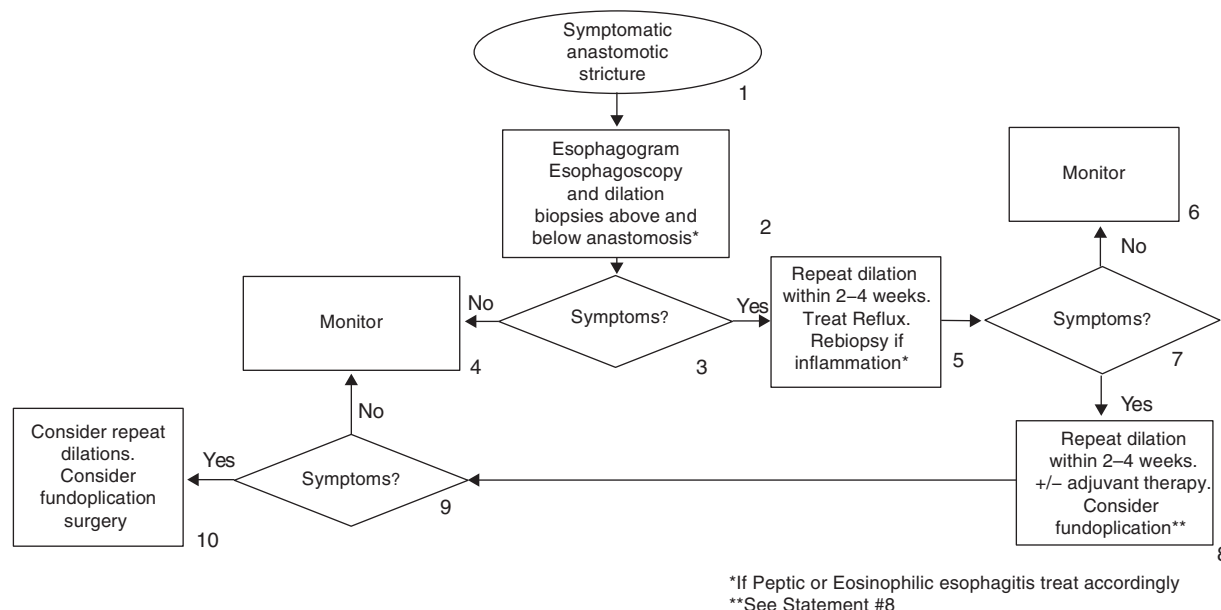 Symptomatic
anastomotic
stricture
1
Esophagogram
Esophagoscopy
and dilation
biopsies above and
below anastomosis*
2
Symptoms?
3
No
Yes
Monitor
4
Repeat dilation
within 2–4 weeks.
Treat Reflux.
Rebiopsy if
inflammation*
5
Monitor
6
No
Symptoms?
7
Yes
Repeat dilation
within 2–4 weeks.
+/– adjuvant therapy.
Consider
fundoplication**
8
Symptoms?
9
No
Yes
Consider repeat
dilations.
Consider
fundoplication
surgery
10
*If Peptic or Eosinophilic esophagitis treat accordingly
**See Statement #8